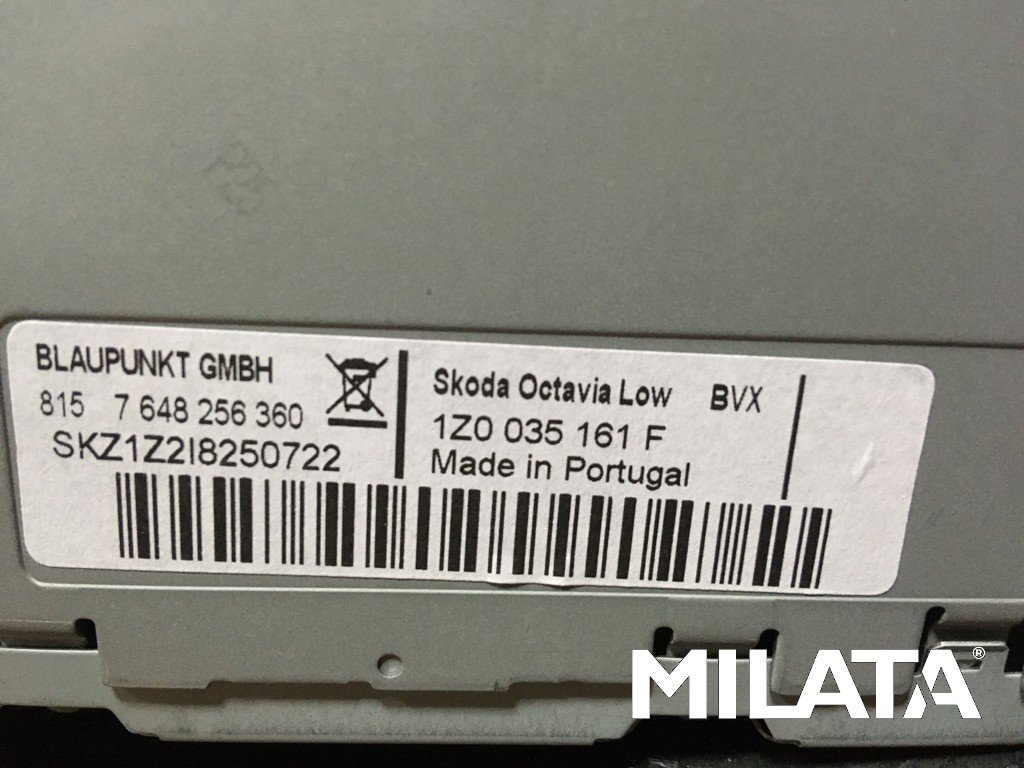 BLAUPUNKT GMBH
815 7 648 256 360
SKZ1Z2I8250722
Skoda Octavia Low BVX
1Z0 035 161 F
Made in Portugal
MILATA®